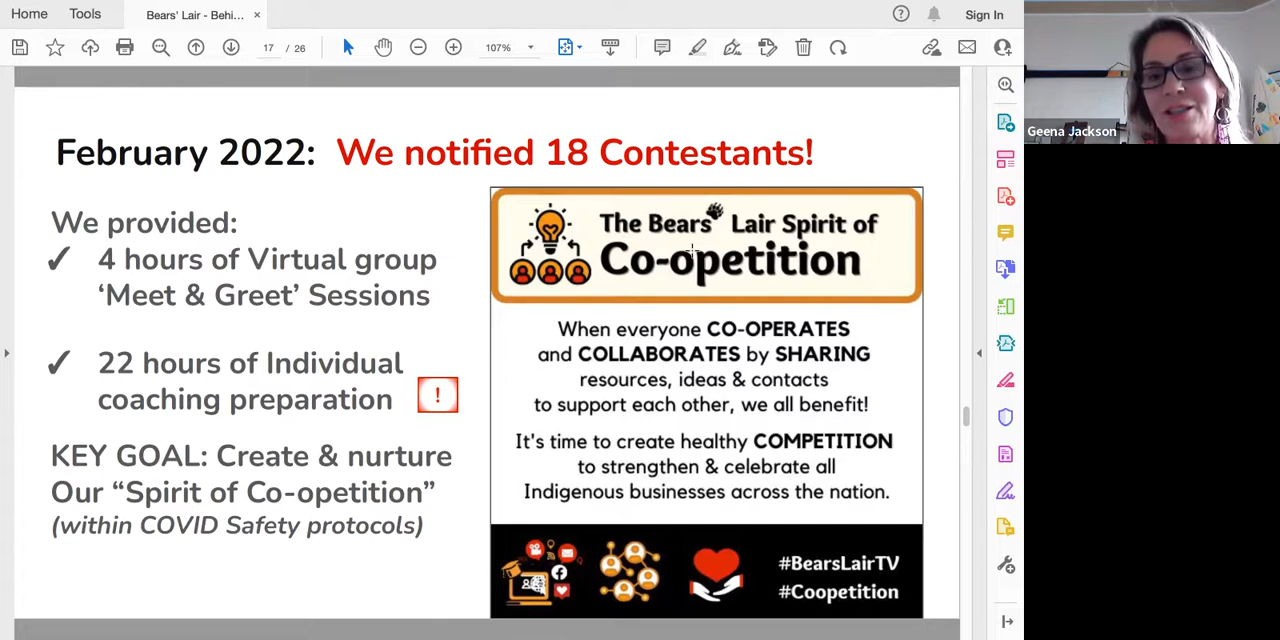 Home
Tools
Bears' Lair - Behi...
×
?
Sign In
17 / 26
107%
Geena Jackson
February 2022: We notified 18 Contestants!
We provided:
✓ 4 hours of Virtual group
‘Meet & Greet’ Sessions
✓ 22 hours of Individual
coaching preparation
!
KEY GOAL: Create & nurture
Our “Spirit of Co-opetition”
(within COVID Safety protocols)
The Bears' Lair Spirit of
Co-opetition
When everyone CO-OPERATES
and COLLABORATES by SHARING
resources, ideas & contacts
to support each other, we all benefit!
It's time to create healthy COMPETITION
to strengthen & celebrate all
Indigenous businesses across the nation.
#BearsLairTV
#Coopetition